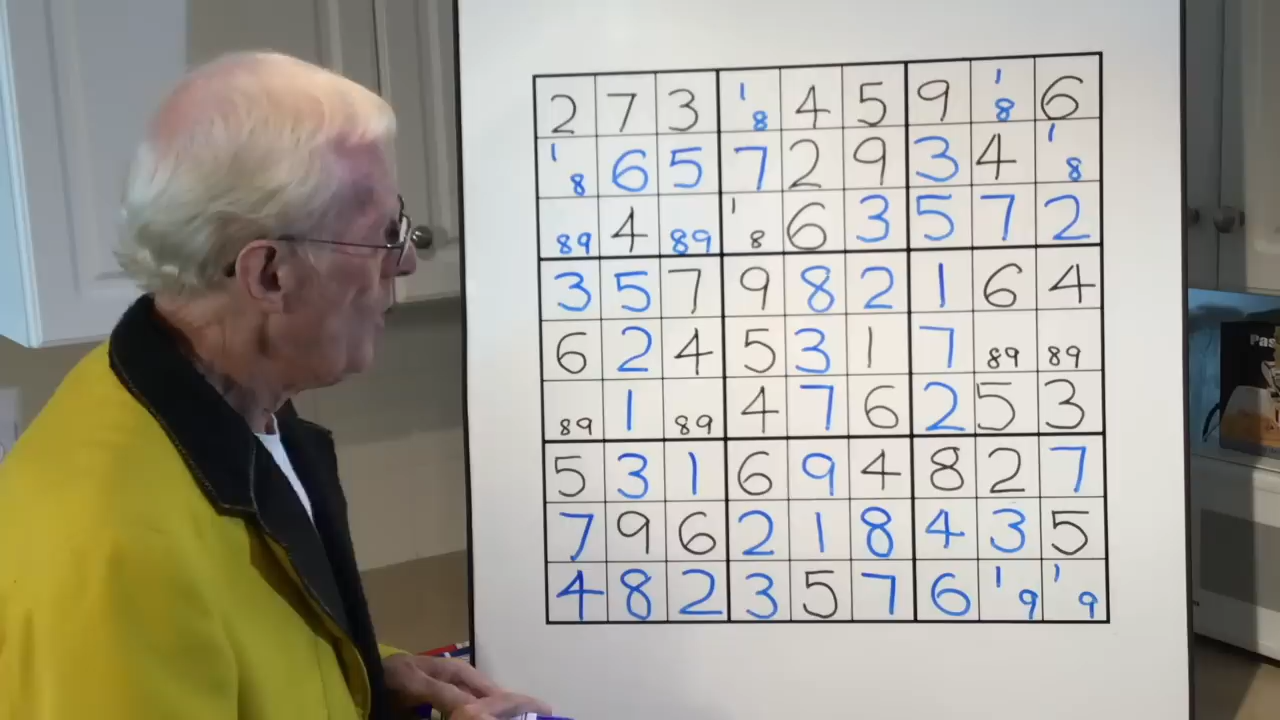 2 7 3 1 8 4 5 9 1 8 6
1 8 6 5 7 2 9 3 4 1 8
89 4 89 1 8 6 3 5 7 2
3 5 7 9 8 2 1 6 4
6 2 4 5 3 1 7 89 89
89 1 89 4 7 6 2 5 3
5 3 1 6 9 4 8 2 7
7 9 6 2 1 8 4 3 5
4 8 2 3 5 7 6 1 9 1 9
Pas